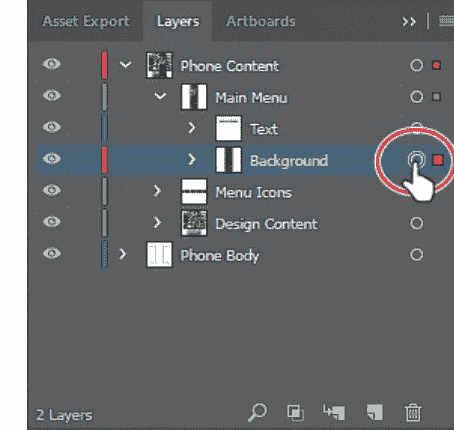 Asset Export Layers Artboards
Phone Content
Main Menu
Text
Background
Menu Icons
Design Content
Phone Body
2 Layers